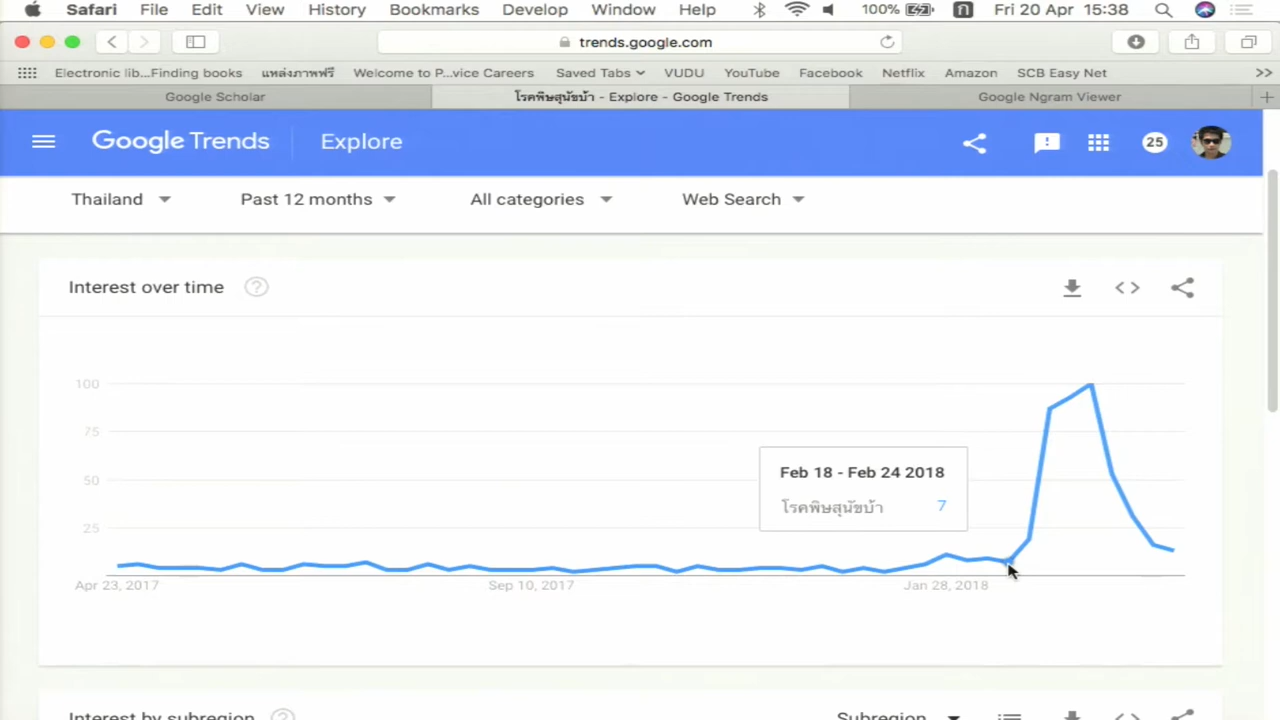 Safari File Edit View History Bookmarks Develop Window Help 100% ก Fri 20 Apr 15:38
trends.google.com
Electronic lib...Finding books แหล่งภาพฟรี Welcome to P...vice Careers Saved Tabs VUDU YouTube Facebook Netflix Amazon SCB Easy Net >>
Google Scholar โรคพิษสุนัขบ้า - Explore - Google Trends Google Ngram Viewer +
Google Trends Explore 25
Thailand Past 12 months All categories Web Search
Interest over time ? <>
100
75
50
25
Feb 18 - Feb 24 2018
โรคพิษสุนัขบ้า 7
Apr 23, 2017 Sep 10, 2017 Jan 28, 2018
Interest by subregion ? Subregion